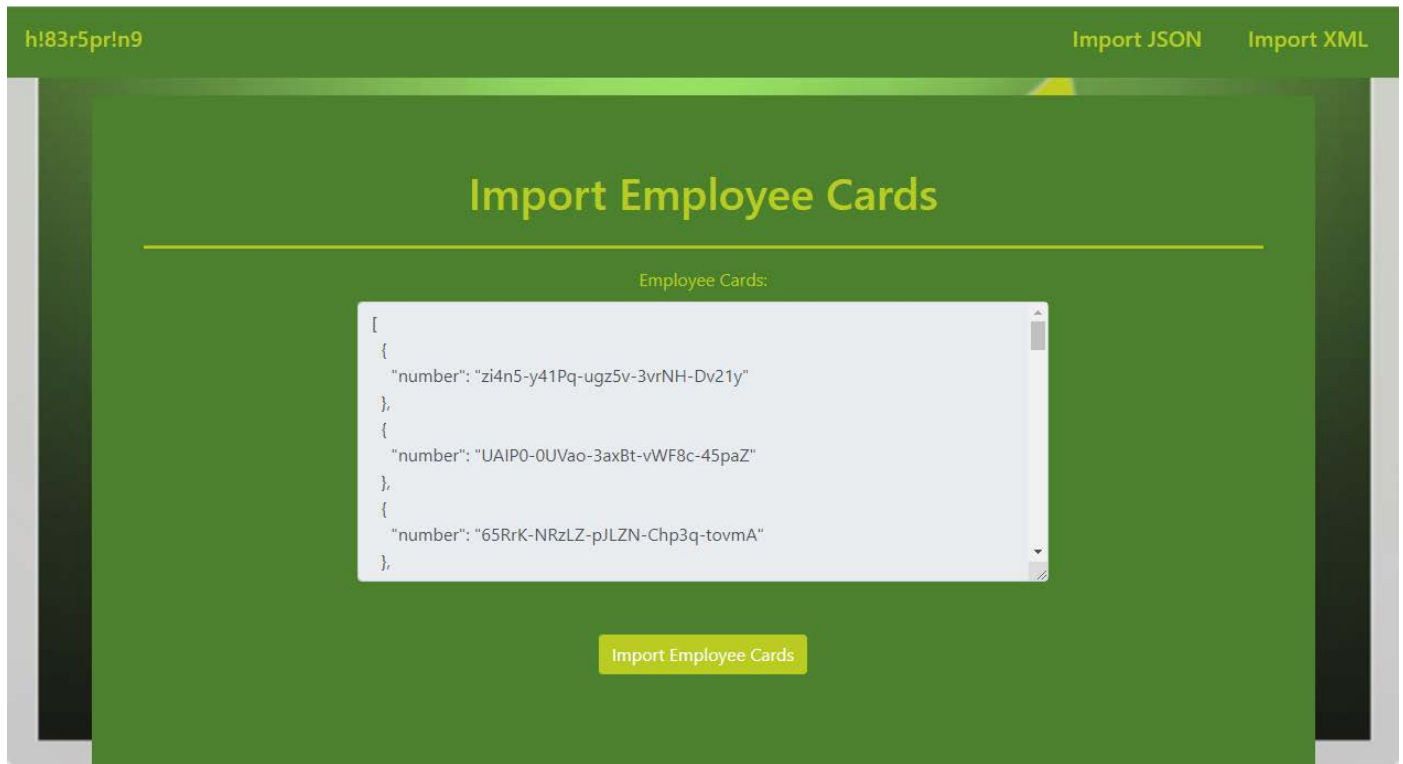 h!83r5pr!n9 Import JSON Import XML
Import Employee Cards
Employee Cards:
[
{
"number": "zi4n5-y41Pq-ugz5v-3vrNH-Dv21y"
},
{
"number": "UAIP0-0UVao-3axBt-vWF8c-45paZ"
},
{
"number": "65RrK-NRzLZ-pJLZN-Chp3q-tovmA"
},
Import Employee Cards